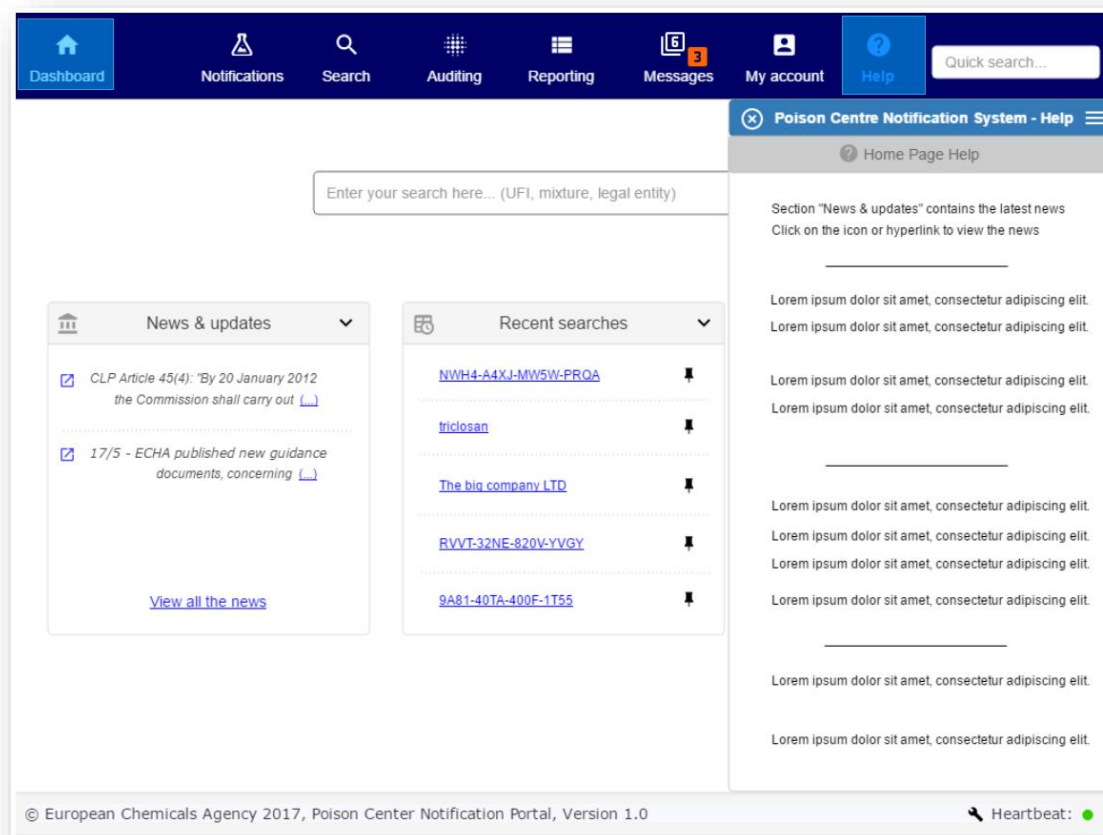 Dashboard
Notifications
Search
Auditing
Reporting
6
3
Messages
My account
Help
Quick search...
Poison Centre Notification System - Help
Home Page Help
Enter your search here... (UFI, mixture, legal entity)
Section "News & updates" contains the latest news
Click on the icon or hyperlink to view the news
Lorem ipsum dolor sit amet, consectetur adipiscing elit.
Lorem ipsum dolor sit amet, consectetur adipiscing elit.
Lorem ipsum dolor sit amet, consectetur adipiscing elit.
Lorem ipsum dolor sit amet, consectetur adipiscing elit.
Lorem ipsum dolor sit amet, consectetur adipiscing elit.
Lorem ipsum dolor sit amet, consectetur adipiscing elit.
Lorem ipsum dolor sit amet, consectetur adipiscing elit.
Lorem ipsum dolor sit amet, consectetur adipiscing elit.
Lorem ipsum dolor sit amet, consectetur adipiscing elit.
Lorem ipsum dolor sit amet, consectetur adipiscing elit.
News & updates
CLP Article 45(4): "By 20 January 2012
the Commission shall carry out (...)
17/5 - ECHA published new guidance
documents, concerning (...)
View all the news
Recent searches
NWH4-A4XJ-MW5W-PRQA
triclosan
The big company LTD
RVVT-32NE-820V-YVGY
9A81-40TA-400F-1T55
© European Chemicals Agency 2017, Poison Center Notification Portal, Version 1.0
Heartbeat: